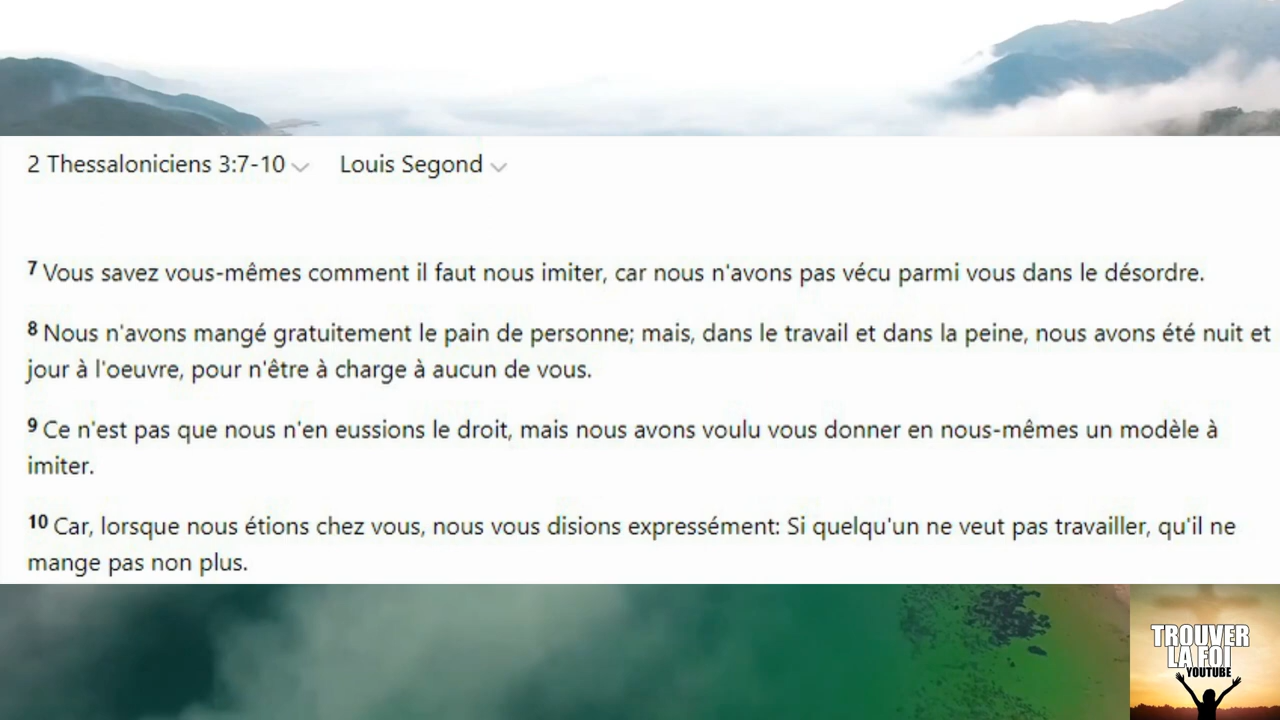 2 Thessaloniciens 3:7-10 Louis Segond
7 Vous savez vous-mêmes comment il faut nous imiter, car nous n'avons pas vécu parmi vous dans le désordre.
8 Nous n'avons mangé gratuitement le pain de personne; mais, dans le travail et dans la peine, nous avons été nuit et
jour à l'oeuvre, pour n'être à charge à aucun de vous.
9 Ce n'est pas que nous n'en eussions le droit, mais nous avons voulu vous donner en nous-mêmes un modèle à
imiter.
10 Car, lorsque nous étions chez vous, nous vous disions expressément: Si quelqu'un ne veut pas travailler, qu'il ne
mange pas non plus.
TROUVER
LA FOI
YOUTUBE